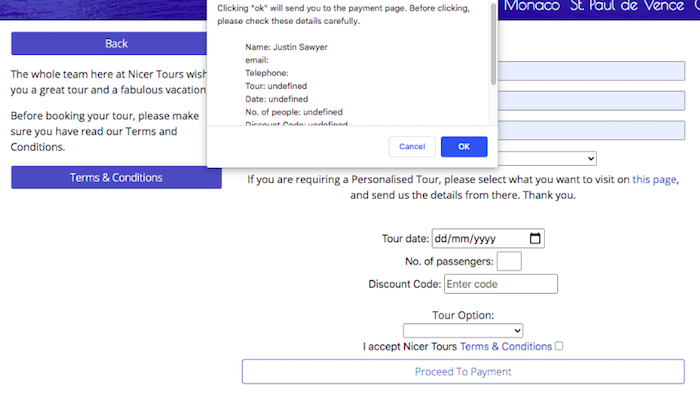 Monaco St. Paul de Vence
Clicking "ok" will send you to the payment page. Before clicking,
please check these details carefully.
Name: Justin Sawyer
email:
Telephone:
Tour: undefined
Date: undefined
No. of people: undefined
Discount Code: undefined
Cancel
OK
Back
The whole team here at Nicer Tours wish
you a great tour and a fabulous vacation
Before booking your tour, please make
sure you have read our Terms and
Conditions.
Terms & Conditions
If you are requiring a Personalised Tour, please select what you want to visit on this page,
and send us the details from there. Thank you.
Tour date: dd/mm/yyyy
No. of passengers:
Discount Code: Enter code
Tour Option:
I accept Nicer Tours Terms & Conditions
Proceed To Payment